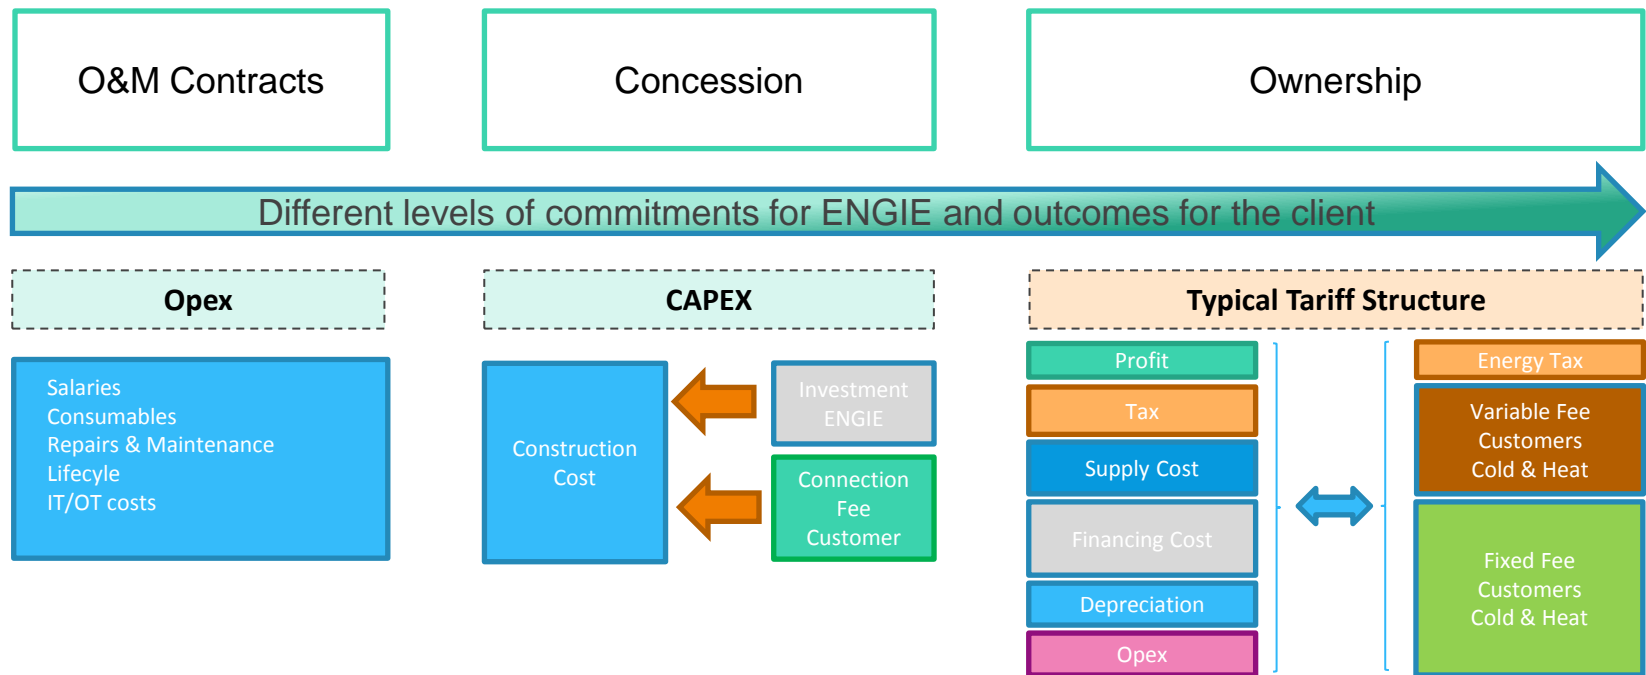 O&M Contracts
Concession
Ownership
Different levels of commitments for ENGIE and outcomes for the client
Opex
CAPEX
Typical Tariff Structure
Salaries
Consumables
Repairs & Maintenance
Lifecyle
IT/OT costs
Construction
Cost
Investment
ENGIE
Connection
Fee
Customer
Profit
Tax
Supply Cost
Financing Cost
Depreciation
Opex
Energy Tax
Variable Fee
Customers
Cold & Heat
Fixed Fee
Customers
Cold & Heat